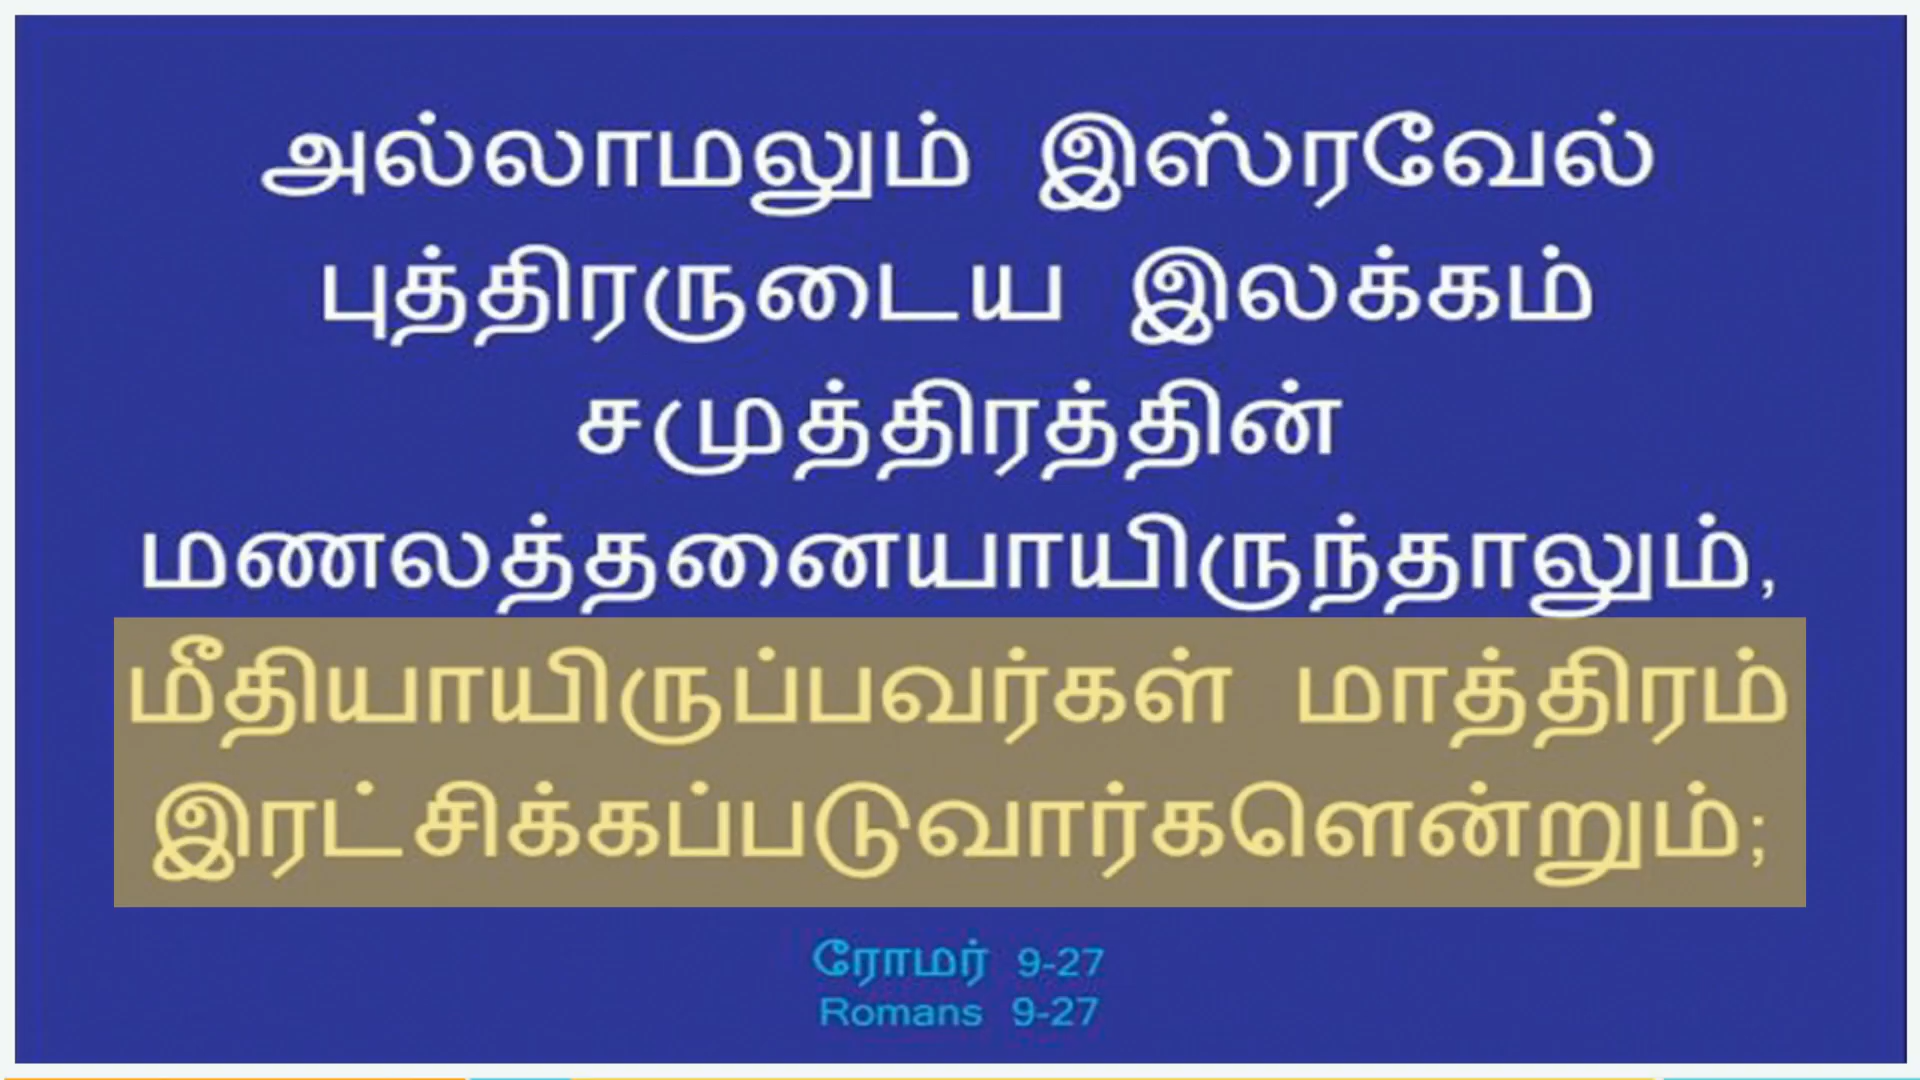 அல்லாமலும் இஸ்ரவேல்
புத்திரருடைய இலக்கம்
சமுத்திரத்தின்
மணலத்தனையாயிருந்தாலும்,
மீதியாயிருப்பவர்கள் மாத்திரம்
இரட்சிக்கப்படுவார்களென்றும்;
ரோமர் 9-27
Romans 9-27